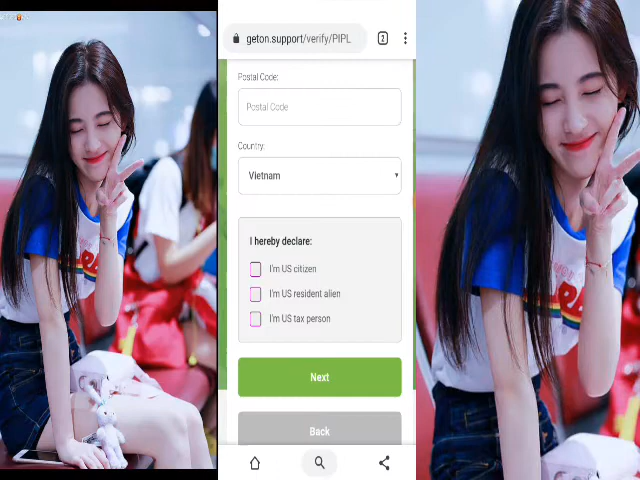 geton.support/verify/PIPL
2
Postal Code:
Postal Code
Country:
Vietnam
I hereby declare:
I'm US citizen
I'm US resident alien
I'm US tax person
Next
Back